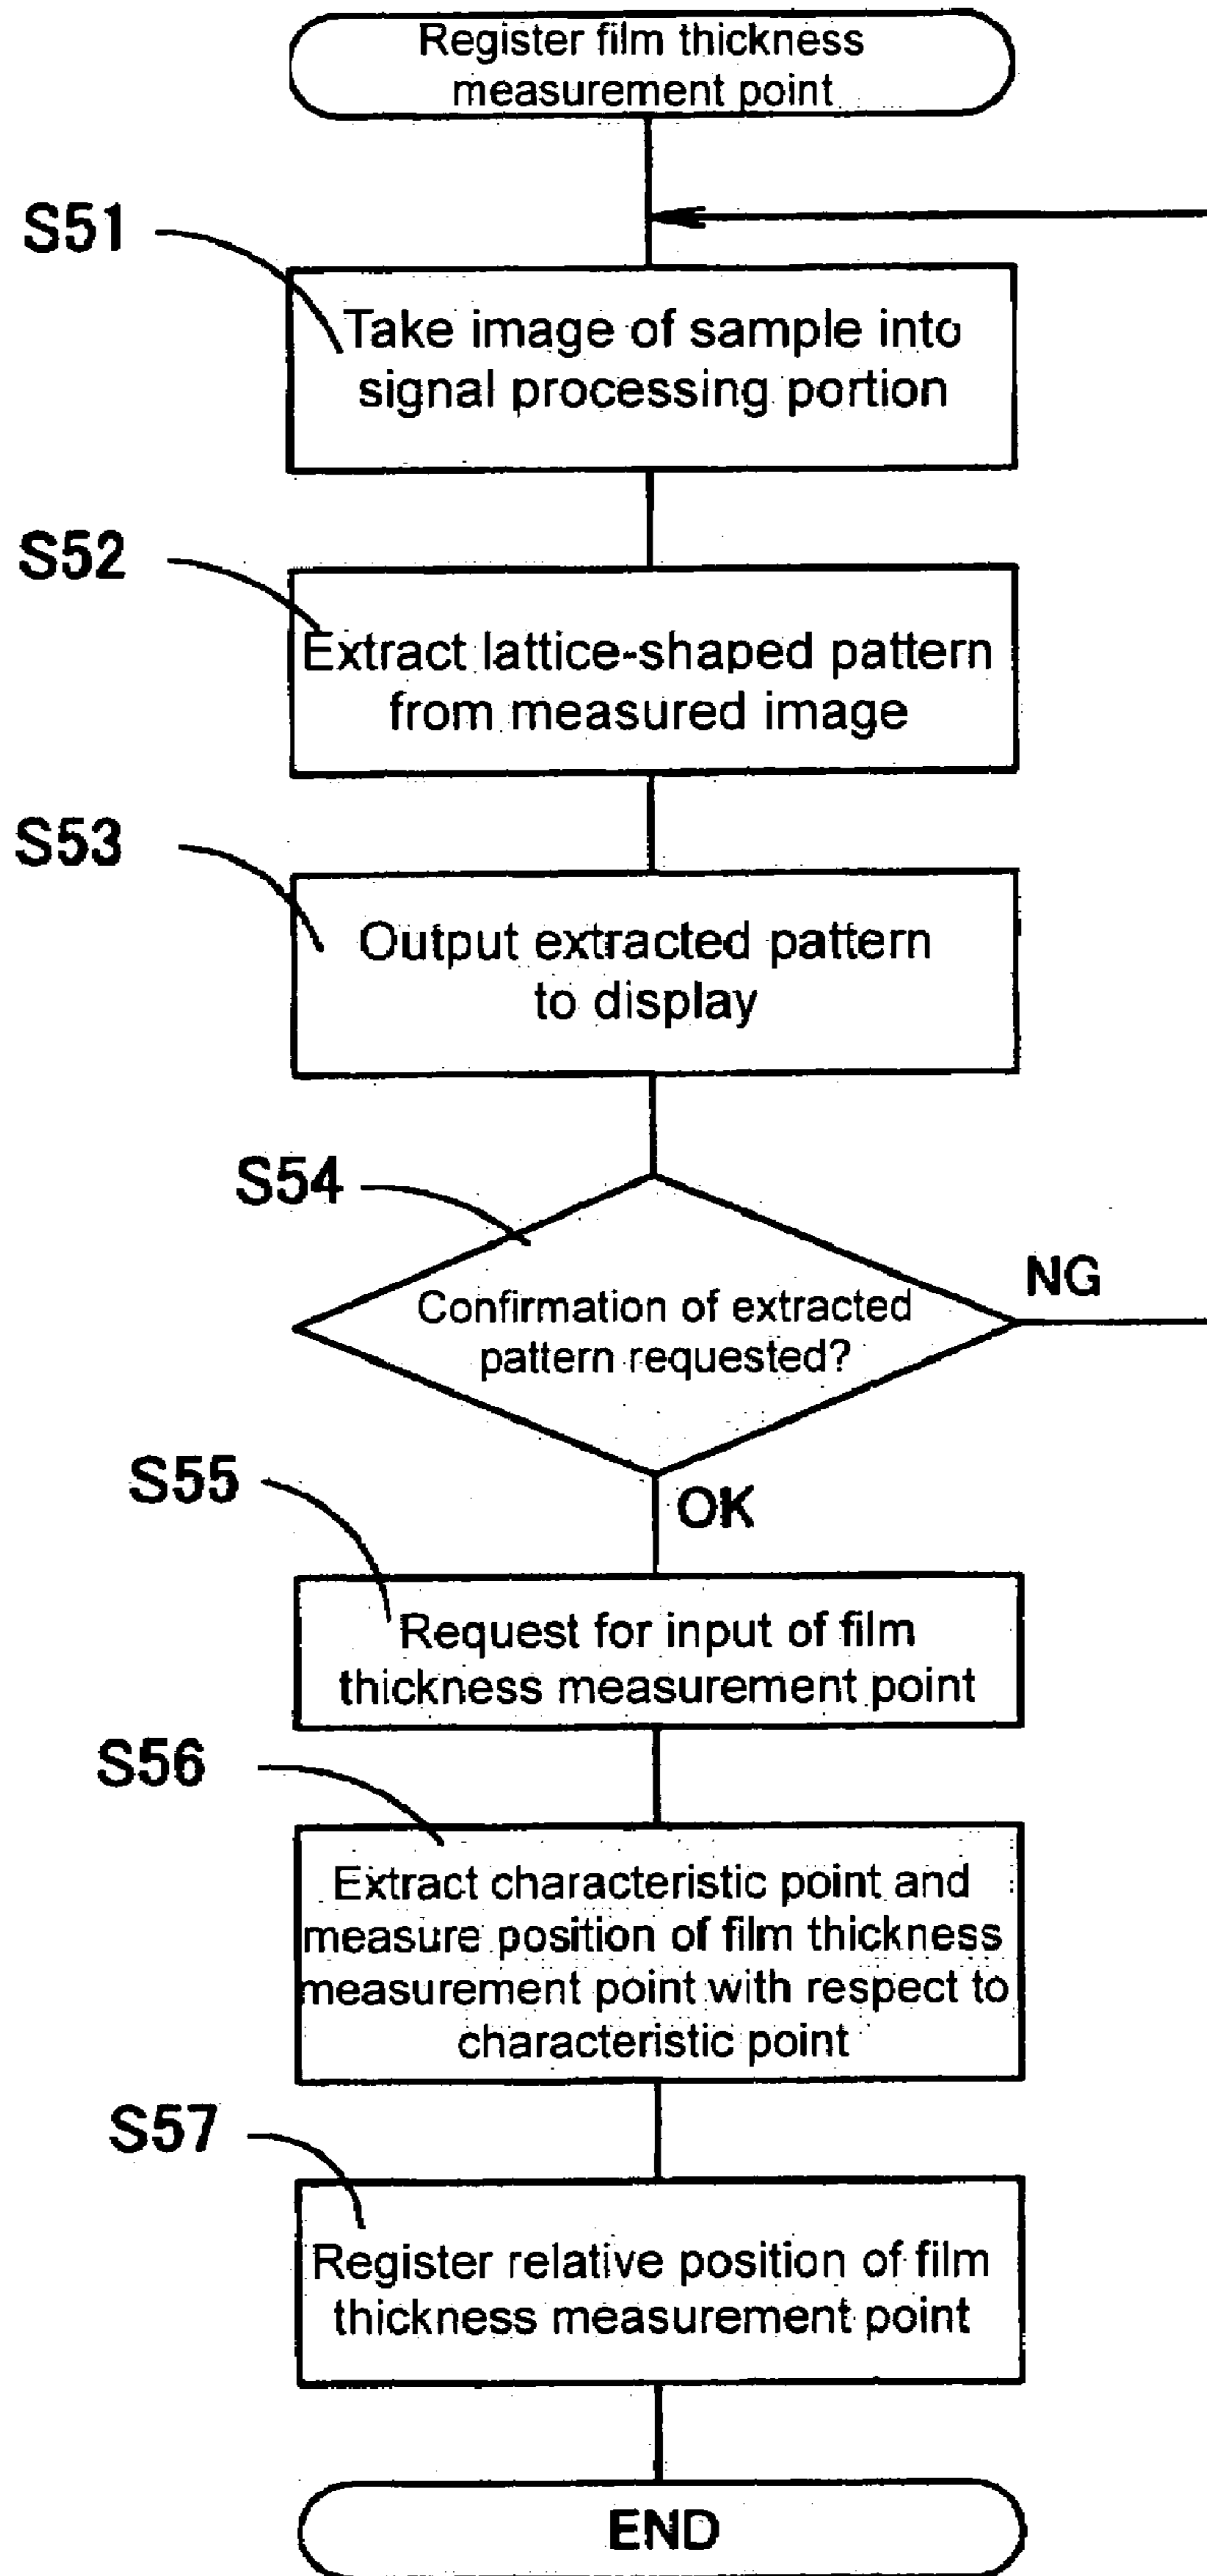 Register film thickness
measurement point
S51
Take image of sample into
signal processing portion
S52
Extract lattice-shaped pattern
from measured image
S53
Output extracted pattern
to display
S54
Confirmation of extracted
pattern requested?
NG
OK
S55
Request for input of film
thickness measurement point
S56
Extract characteristic point and
measure position of film thickness
measurement point with respect to
characteristic point
S57
Register relative position of film
thickness measurement point
END